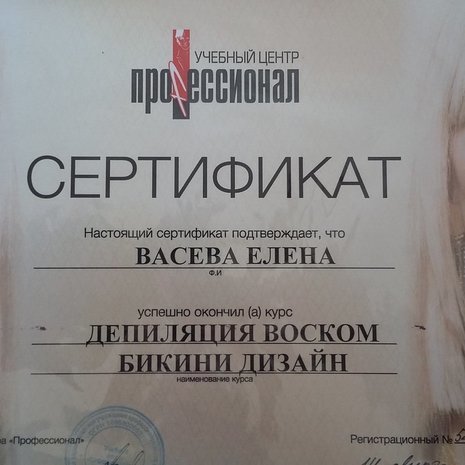 УЧЕБНЫЙ ЦЕНТР
ПРОФЕССИОНАЛ
СЕРТИФИКАТ
Настоящий сертификат подтверждает, что
ВАСЕВА ЕЛЕНА
Ф.И
успешно окончил (а) курс
ДЕПИЛЯЦИЯ ВОСКОМ
БИКИНИ ДИЗАЙН
наименование курса
«Профессионал»
Регистрационный №